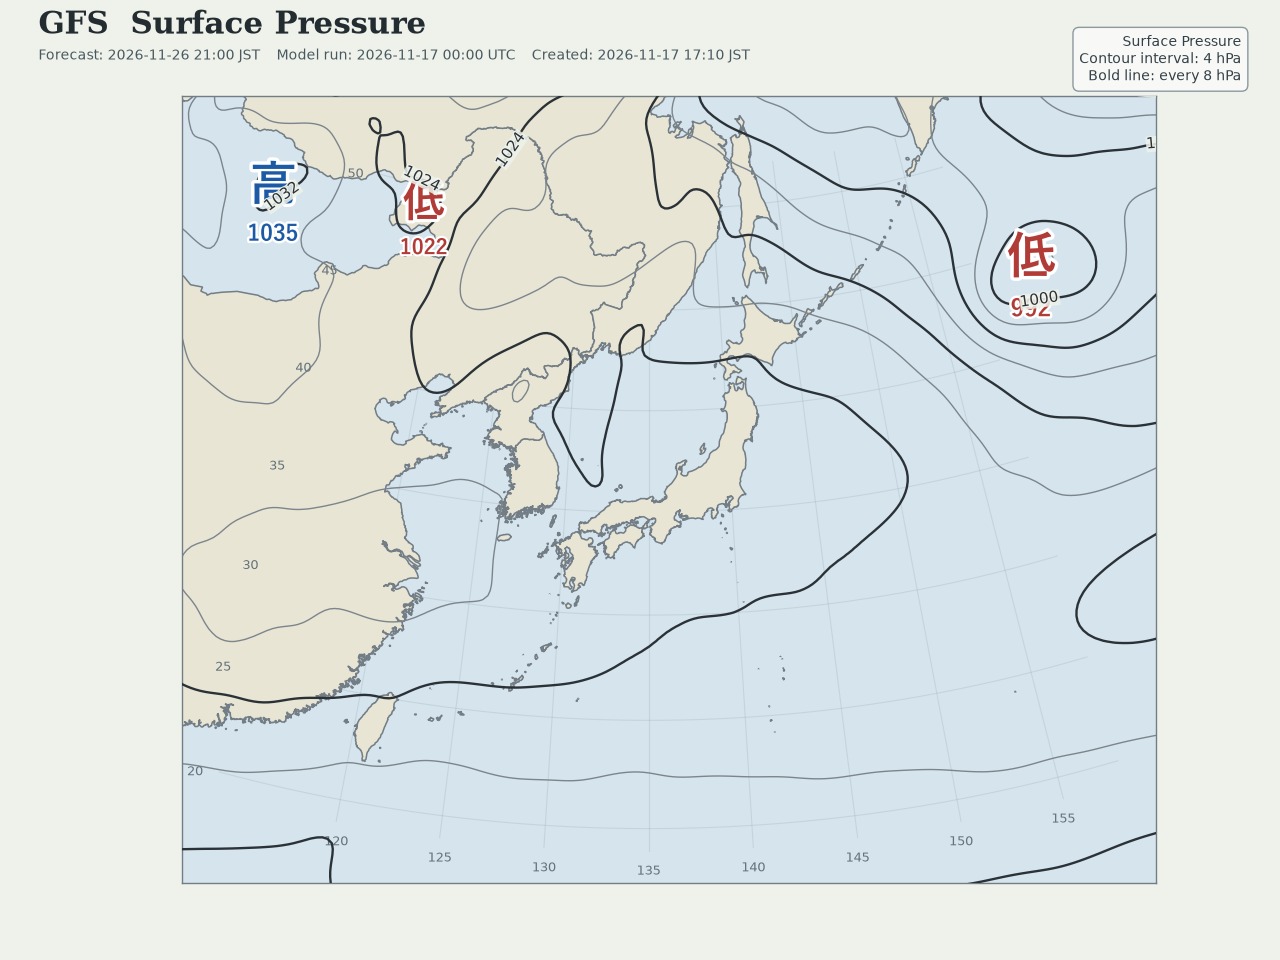 GFS  Surface Pressure
Forecast: 2026-11-26 21:00 JST    Model run: 2026-11-17 00:00 UTC    Created: 2026-11-17 17:10 JST
Surface Pressure
Contour interval: 4 hPa
Bold line: every 8 hPa
1024
1
50
高
1032
1035
1024
低
1022
低
1000
992
45
40
35
30
25
20
120
125
130
135
140
145
150
155